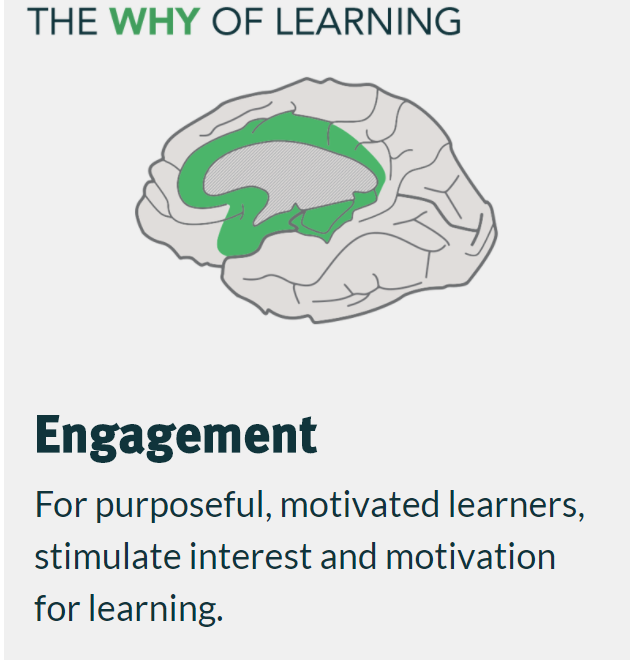 THE WHY OF LEARNING
Engagement
For purposeful, motivated learners,
stimulate interest and motivation
for learning.